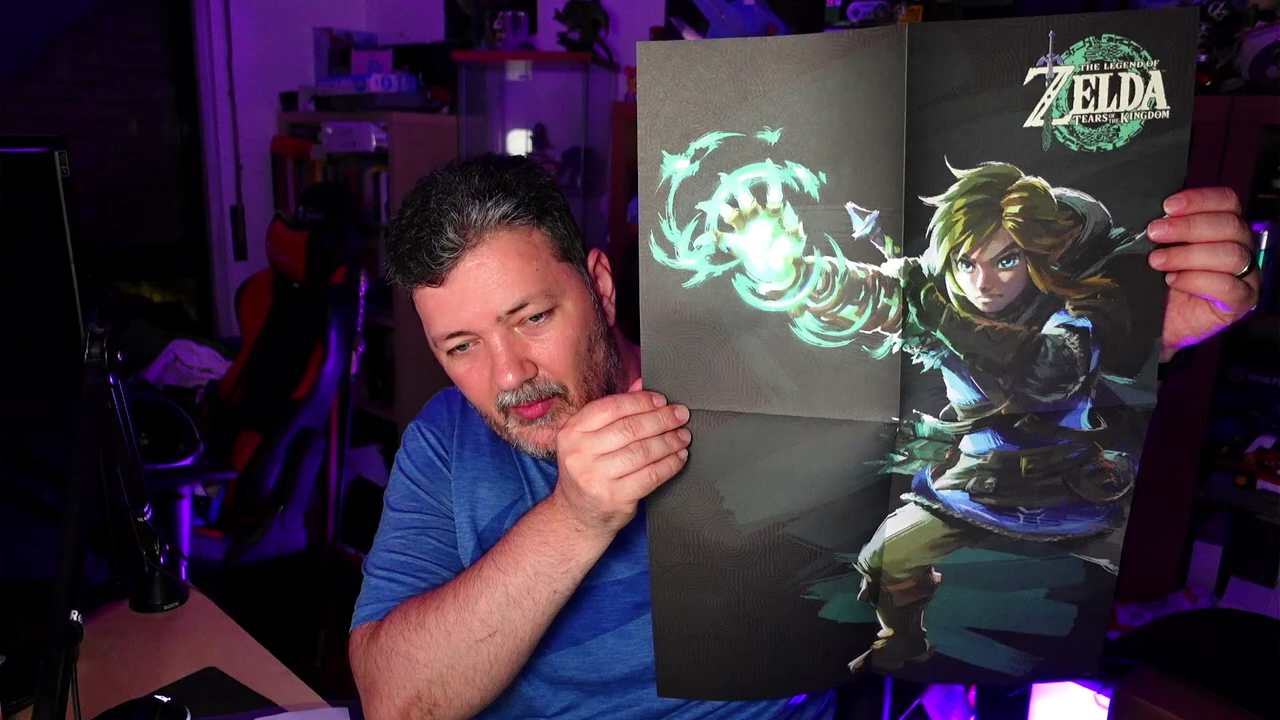 THE LEGEND OF
ZELDA
TEARS OF THE KINGDOM